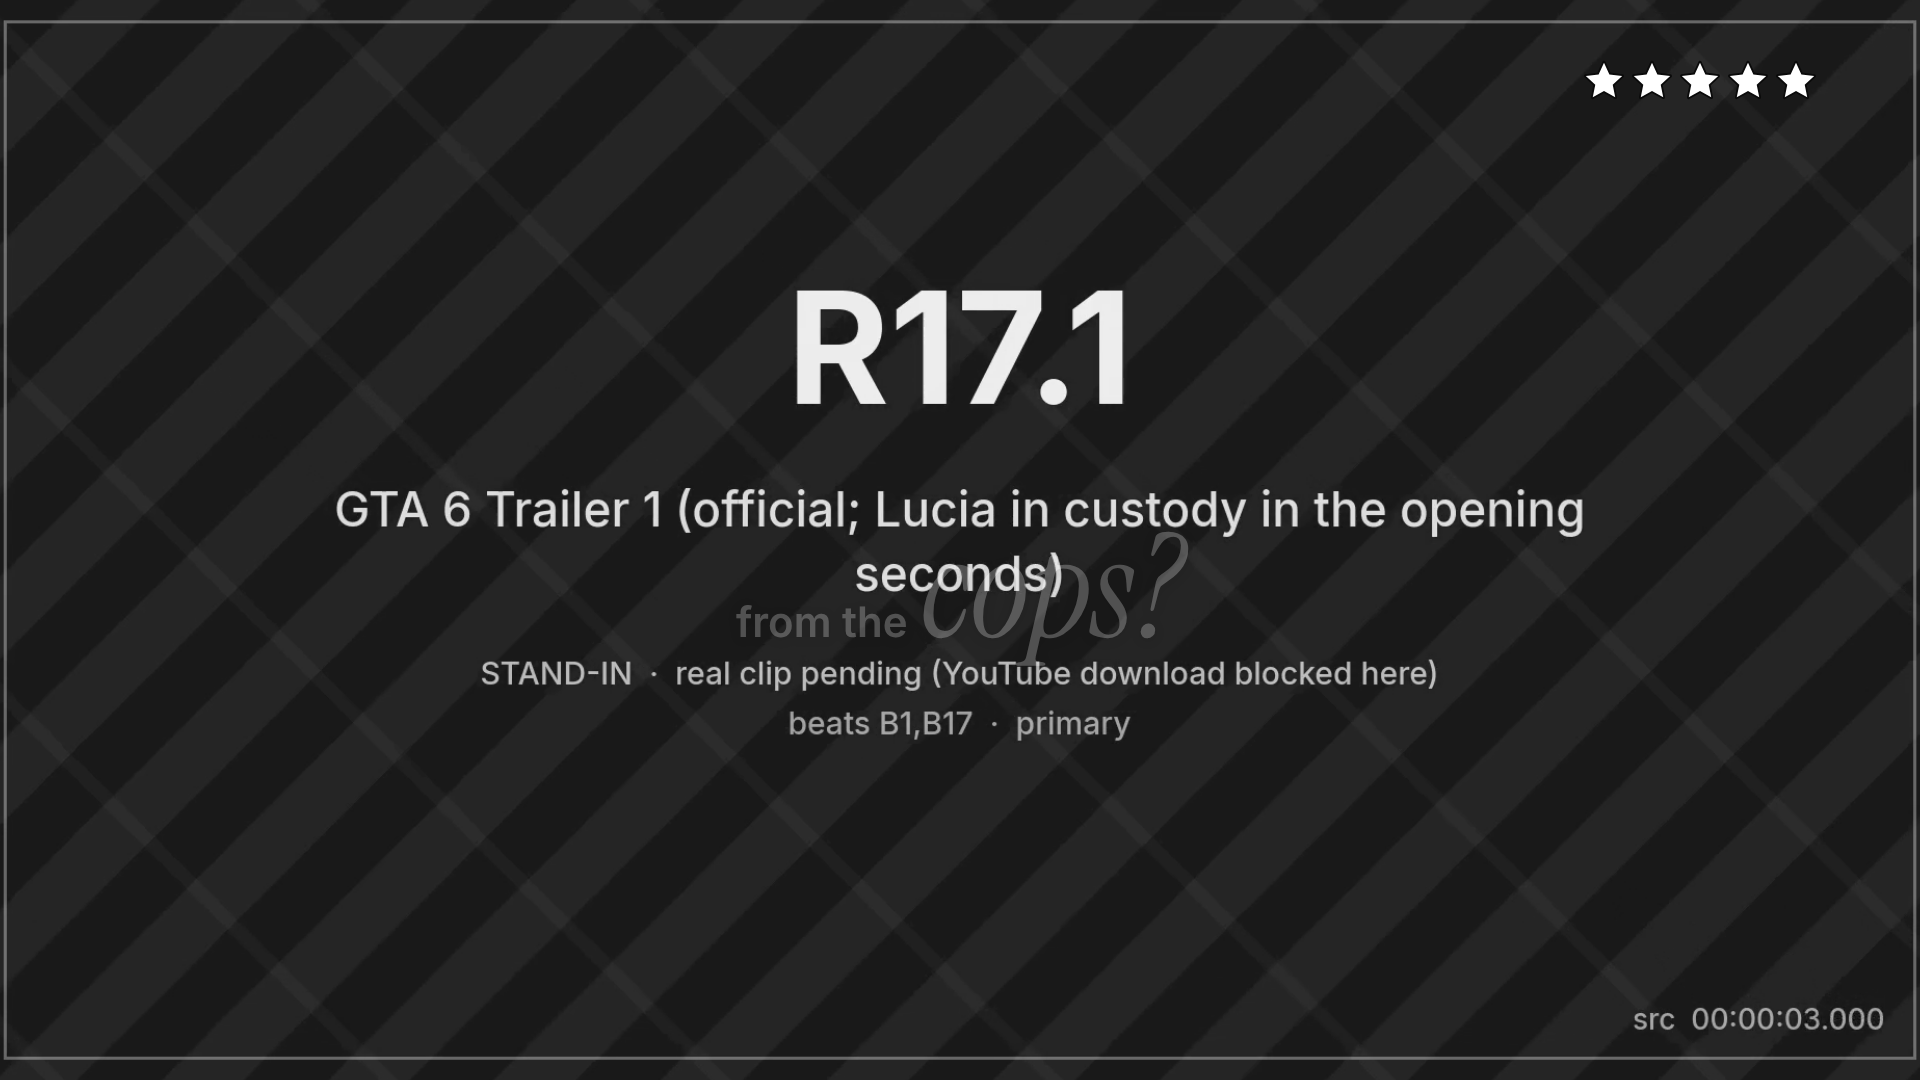 R17.1
GTA 6 Trailer 1 (official; Lucia in custody in the opening
seconds)
from the cops?
STAND-IN · real clip pending (YouTube download blocked here)
beats B1,B17 · primary
src 00:00:03.000